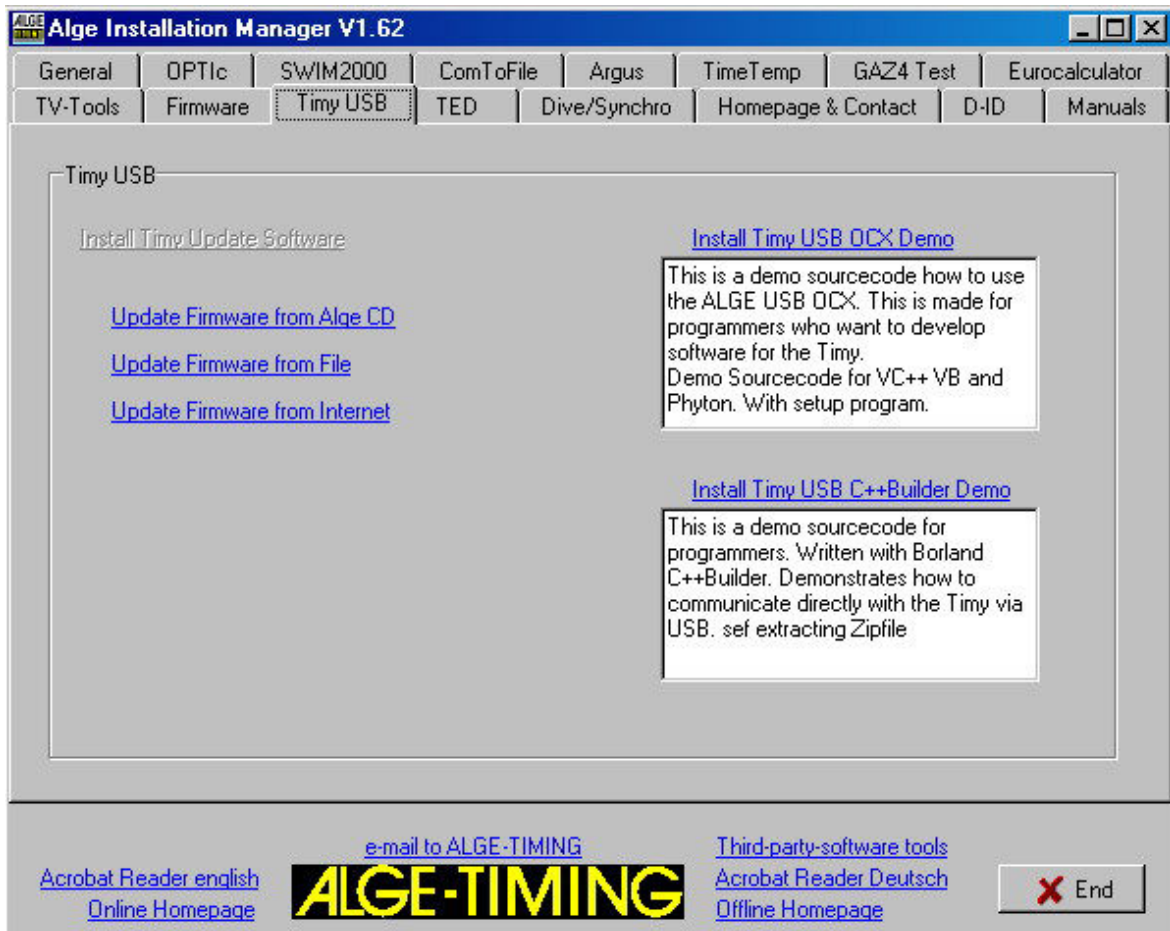 ALGE
Alge Installation Manager V1.62
General OPTIc SWIM2000 ComToFile Argus TimeTemp GAZ4 Test Eurocalculator
TV-Tools Firmware Timy USB TED Dive/Synchro Homepage & Contact D-ID Manuals
Timy USB
Install Timy Update Software
Update Firmware from Alge CD
Update Firmware from File
Update Firmware from Internet
Install Timy USB OCX Demo
This is a demo sourcecode how to use
the ALGE USB OCX. This is made for
programmers who want to develop
software for the Timy.
Demo Sourcecode for VC++ VB and
Phyton. With setup program.
Install Timy USB C++Builder Demo
This is a demo sourcecode for
programmers. Written with Borland
C++Builder. Demonstrates how to
communicate directly with the Timy via
USB. sef extracting Zipfile
e-mail to ALGE-TIMING
Acrobat Reader english
Online Homepage
ALGE-TIMING
Third-party-software tools
Acrobat Reader Deutsch
Offline Homepage
End